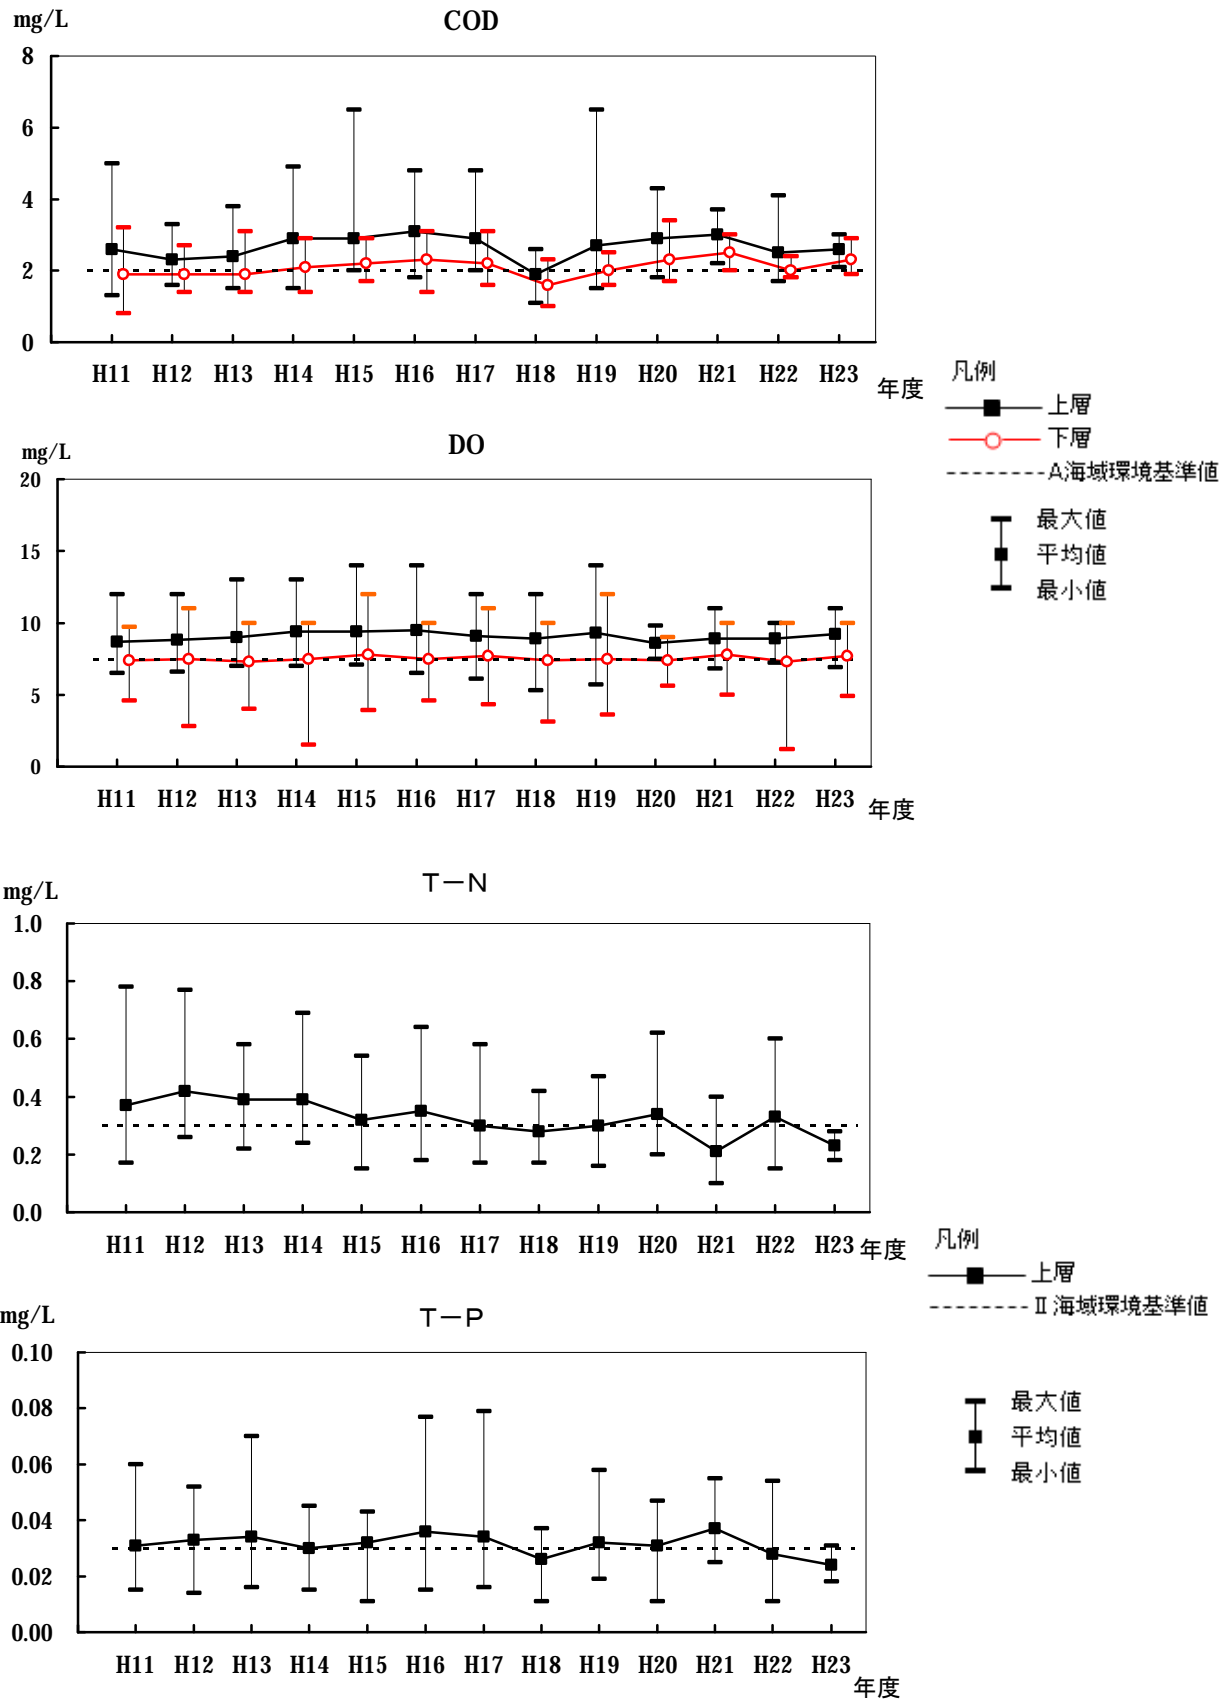 COD
mg/L
8
6
4
2
0
H11 H12 H13 H14 H15 H16 H17 H18 H19 H20 H21 H22 H23 年度
凡例
上層
下層
A海域環境基準値
最大値
平均値
最小値
DO
mg/L
20
15
10
5
0
H11 H12 H13 H14 H15 H16 H17 H18 H19 H20 H21 H22 H23 年度
T－N
mg/L
1.0
0.8
0.6
0.4
0.2
0.0
H11 H12 H13 H14 H15 H16 H17 H18 H19 H20 H21 H22 H23 年度
凡例
上層
Ⅱ海域環境基準値
最大値
平均値
最小値
T－P
mg/L
0.10
0.08
0.06
0.04
0.02
0.00
H11 H12 H13 H14 H15 H16 H17 H18 H19 H20 H21 H22 H23
年度